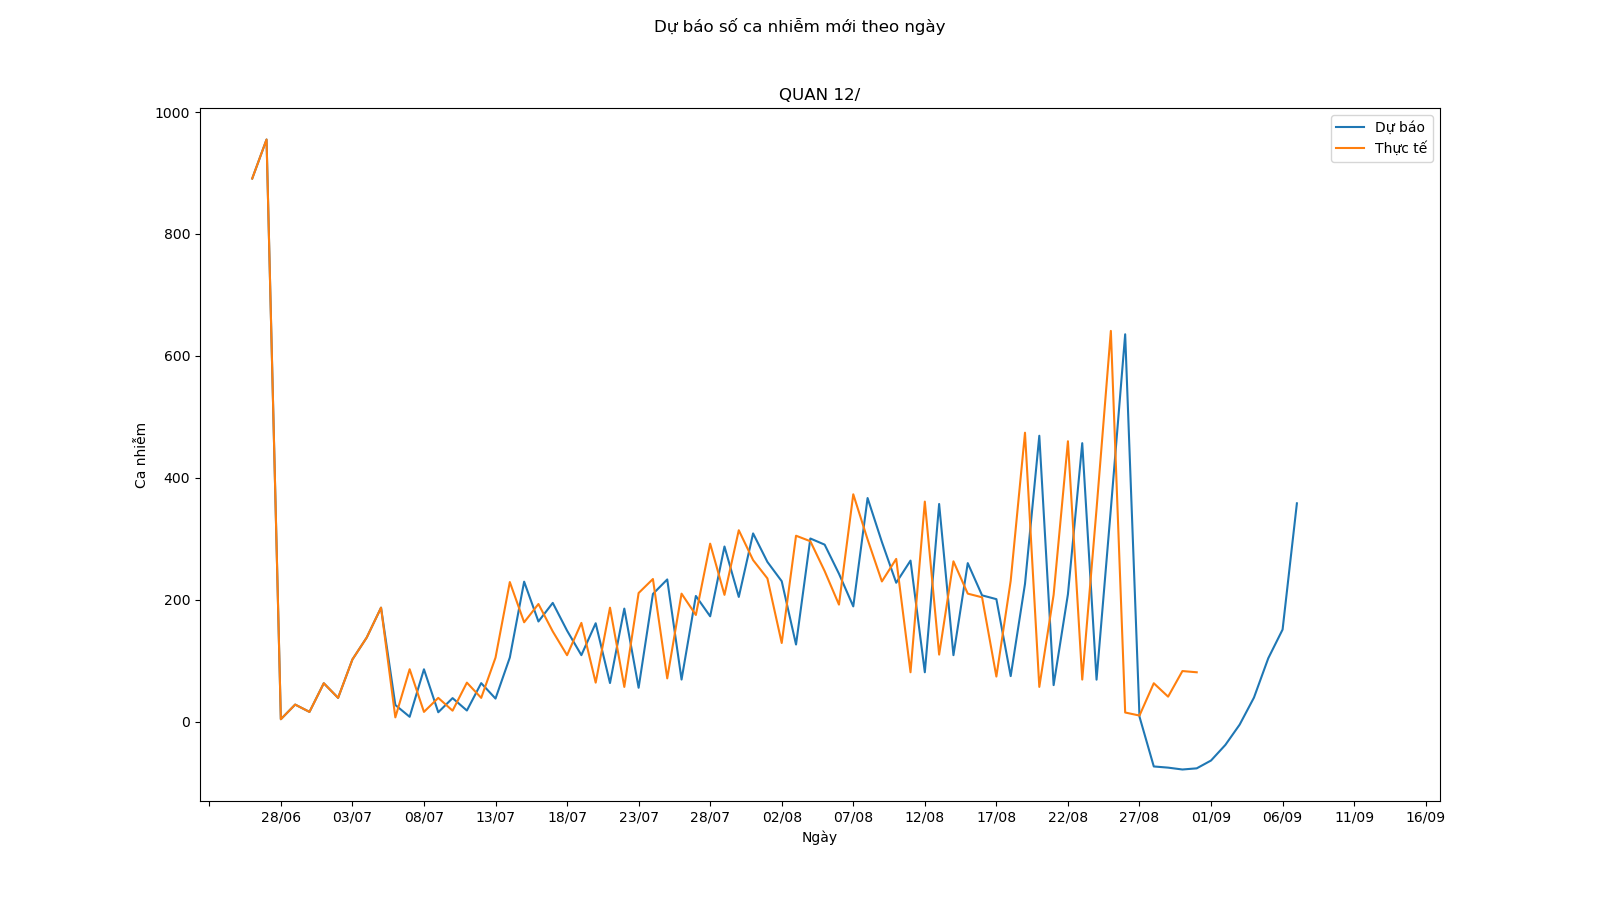 Dự báo số ca nhiễm mới theo ngày
QUAN 12/
Dự báo
Thực tế
1000
800
600
400
200
0
Ca nhiễm
28/06 03/07 08/07 13/07 18/07 23/07 28/07 02/08 07/08 12/08 17/08 22/08 27/08 01/09 06/09 11/09 16/09
Ngày